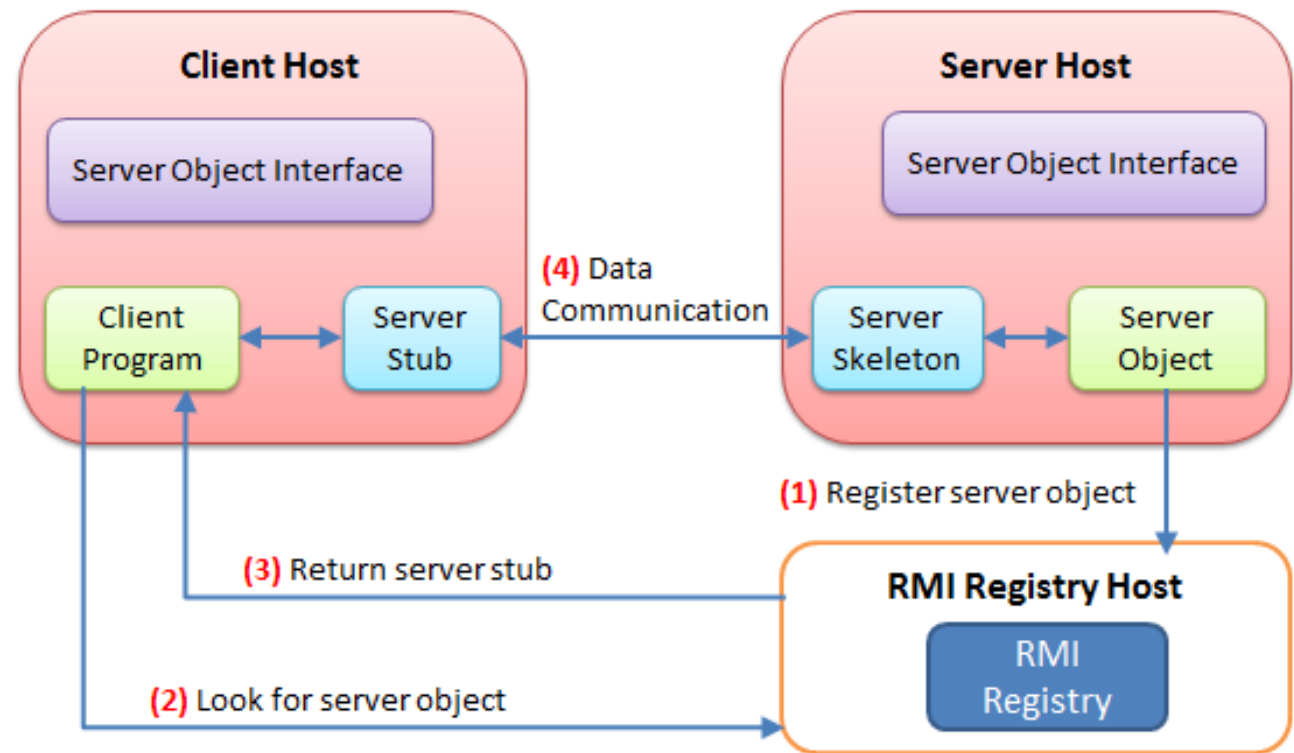 Client Host
Server Object Interface
Client
Program
Server
Stub
(4) Data
Communication
Server Host
Server Object Interface
Server
Skeleton
Server
Object
(1) Register server object
(3) Return server stub
(2) Look for server object
RMI Registry Host
RMI
Registry